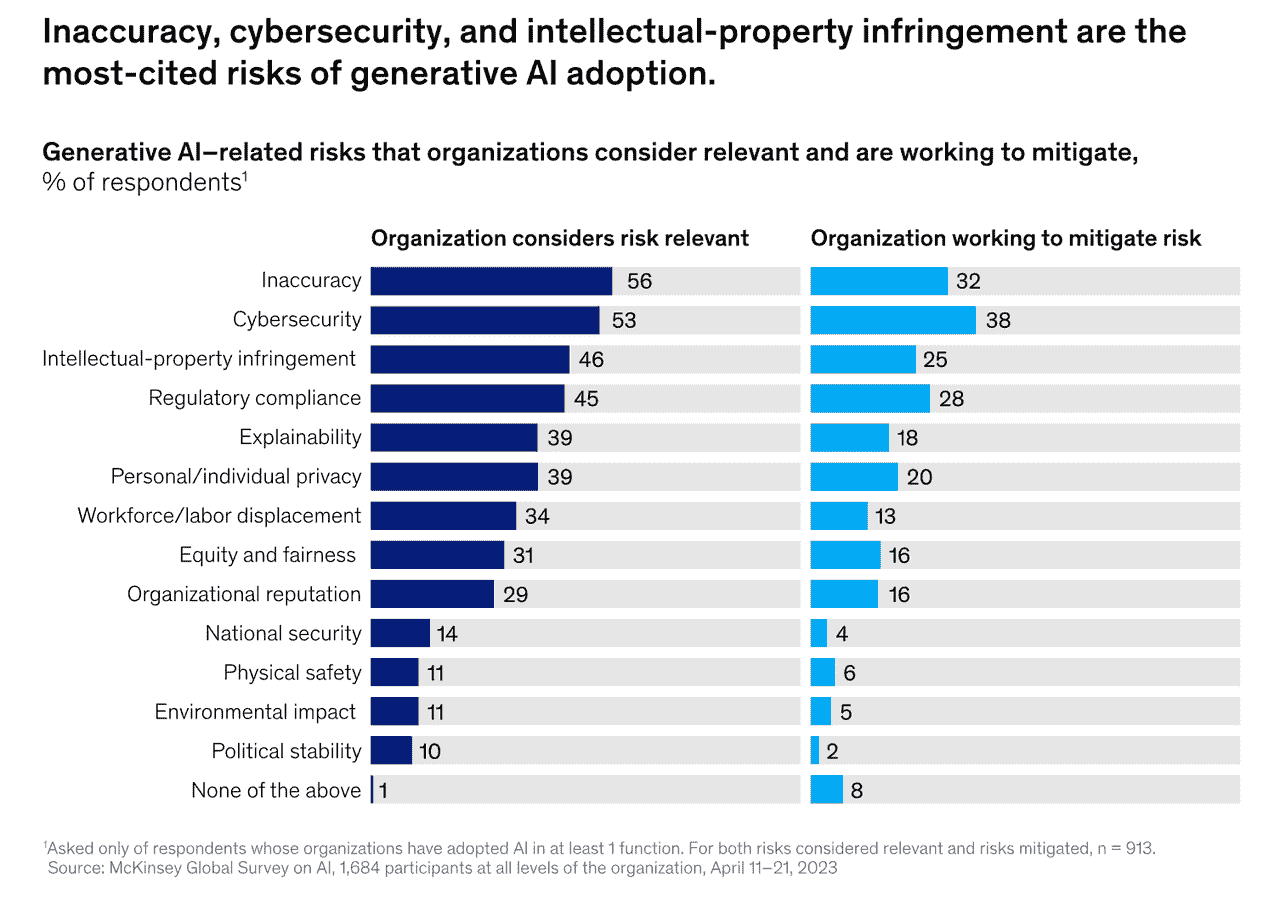 Inaccuracy, cybersecurity, and intellectual-property infringement are the
most-cited risks of generative AI adoption.
Generative AI–related risks that organizations consider relevant and are working to mitigate,
% of respondents¹
Organization considers risk relevant Organization working to mitigate risk
Inaccuracy 56 32
Cybersecurity 53 38
Intellectual-property infringement 46 25
Regulatory compliance 45 28
Explainability 39 18
Personal/individual privacy 39 20
Workforce/labor displacement 34 13
Equity and fairness 31 16
Organizational reputation 29 16
National security 14 4
Physical safety 11 6
Environmental impact 11 5
Political stability 10 2
None of the above 1 8
¹Asked only of respondents whose organizations have adopted AI in at least 1 function. For both risks considered relevant and risks mitigated, n = 913.
Source: McKinsey Global Survey on AI, 1,684 participants at all levels of the organization, April 11–21, 2023